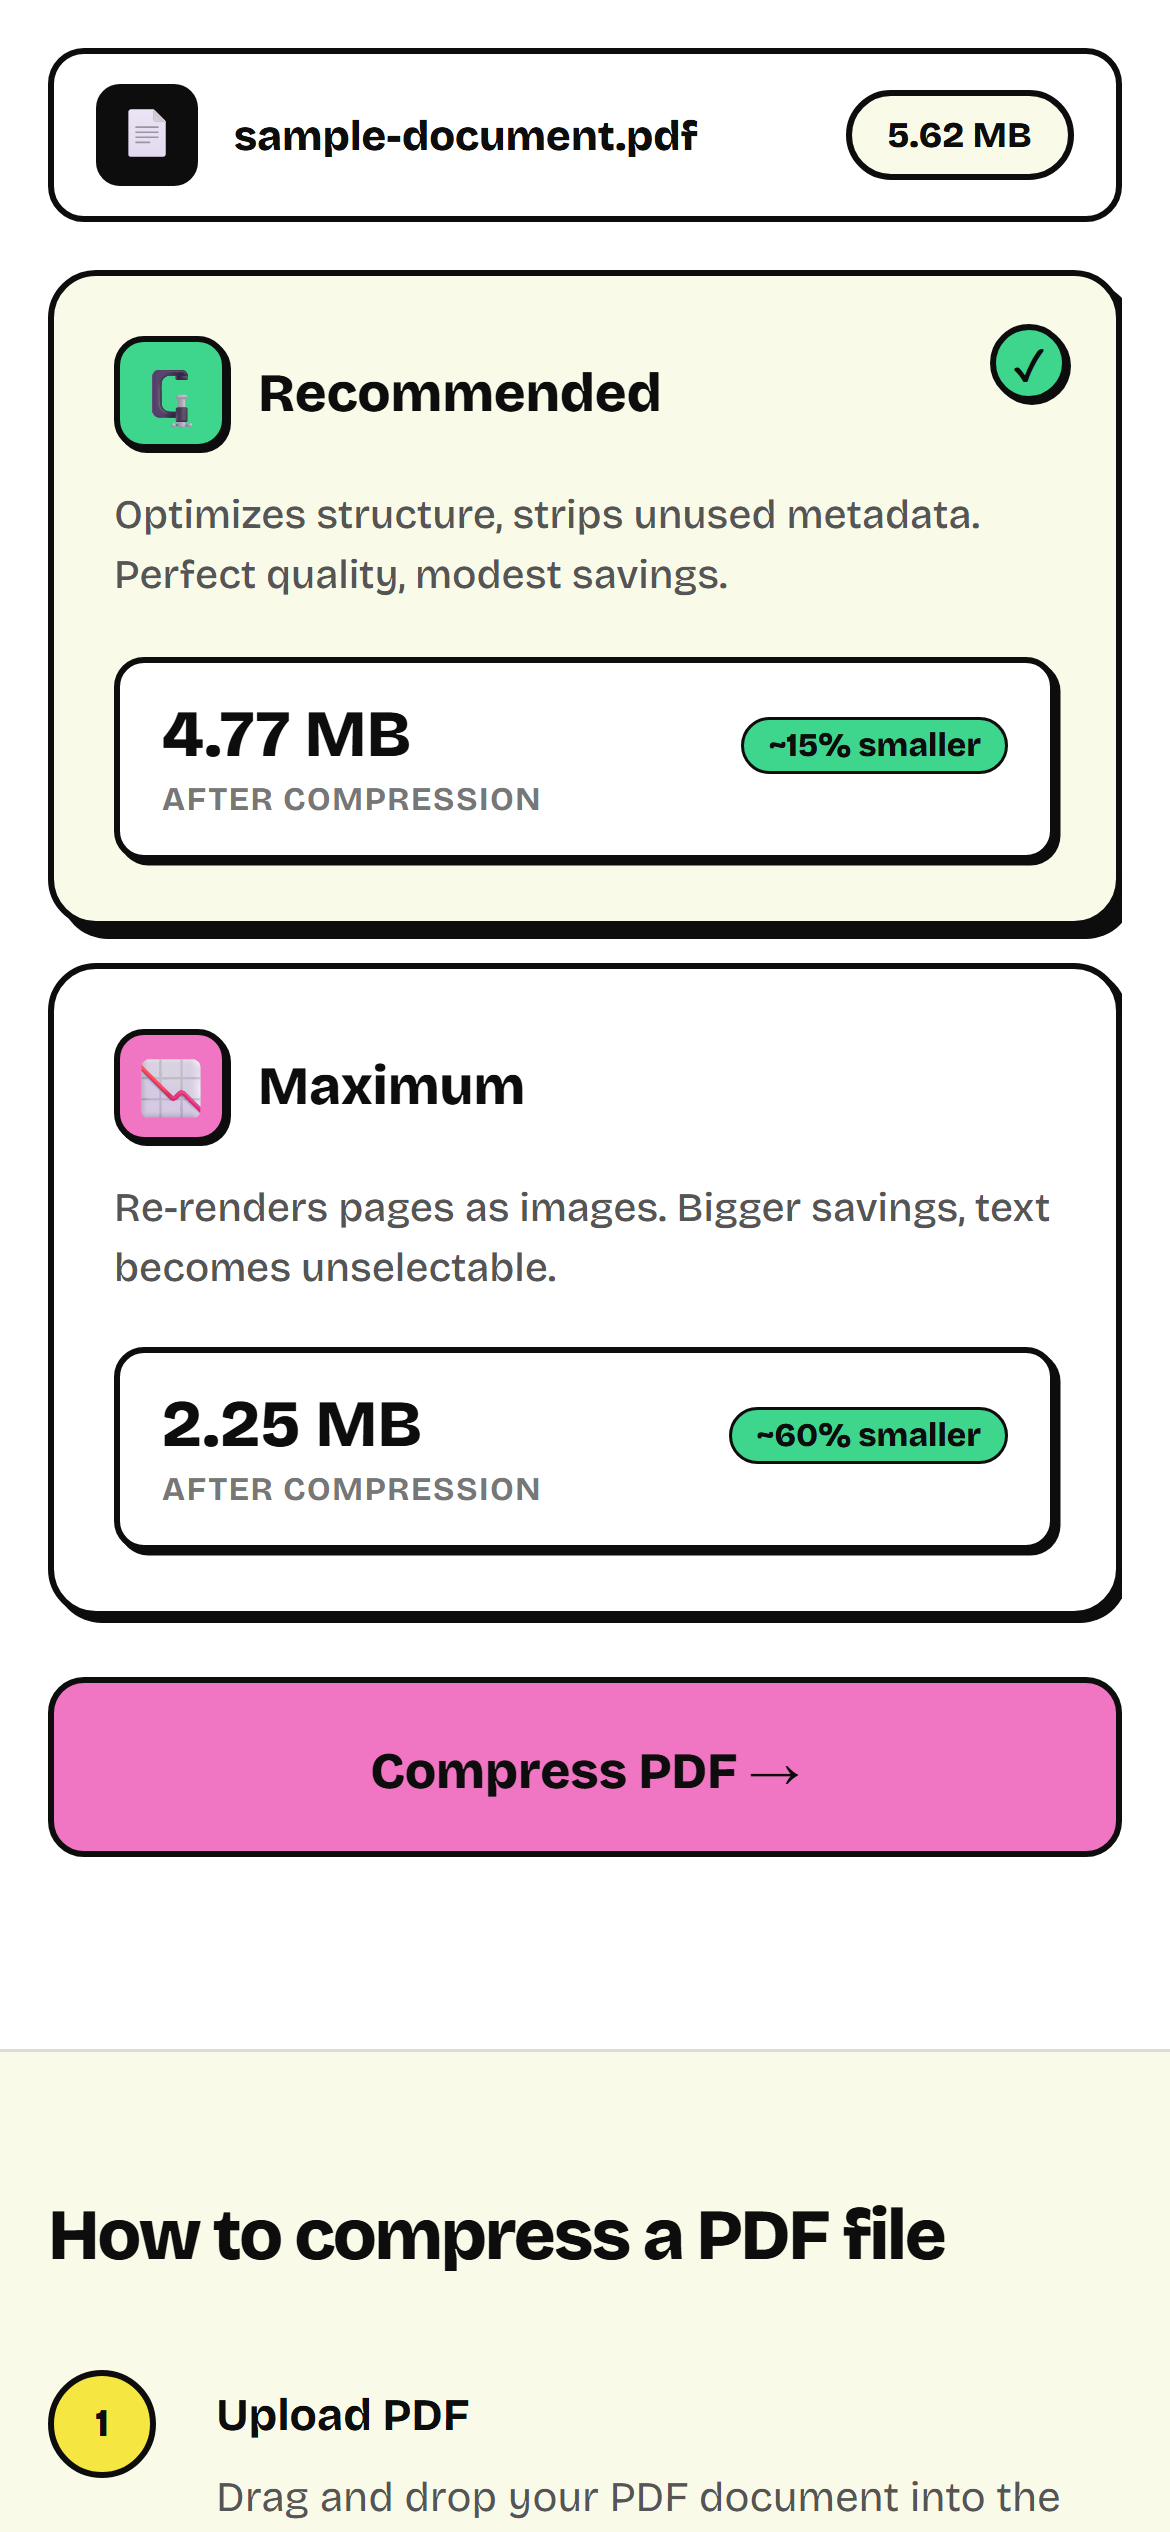 sample-document.pdf
5.62 MB
Recommended
✓
Optimizes structure, strips unused metadata.
Perfect quality, modest savings.
4.77 MB
~15% smaller
AFTER COMPRESSION
Maximum
Re-renders pages as images. Bigger savings, text
becomes unselectable.
2.25 MB
~60% smaller
AFTER COMPRESSION
Compress PDF →
How to compress a PDF file
1
Upload PDF
Drag and drop your PDF document into the